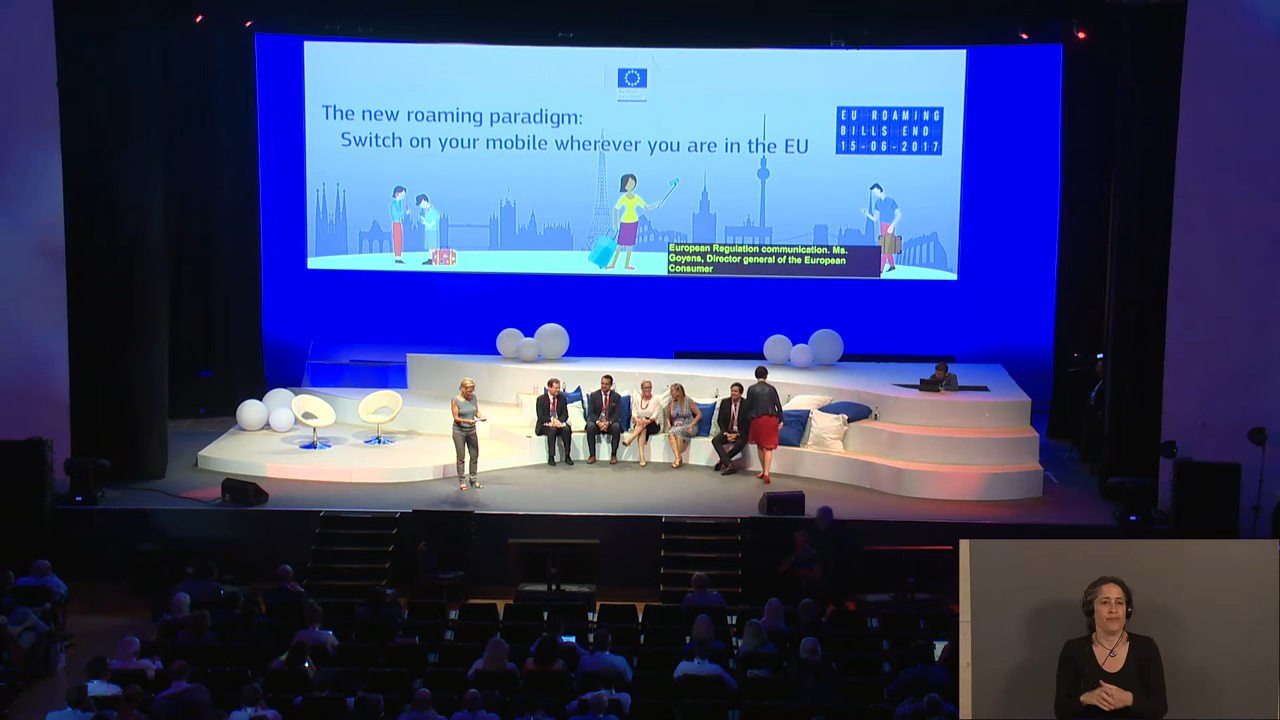 The new roaming paradigm:
Switch on your mobile wherever you are in the EU
EU ROAMING
BILLS END
15-06-2017
European Regulation communication. Ms.
Goyens, Director general of the European
Consumer